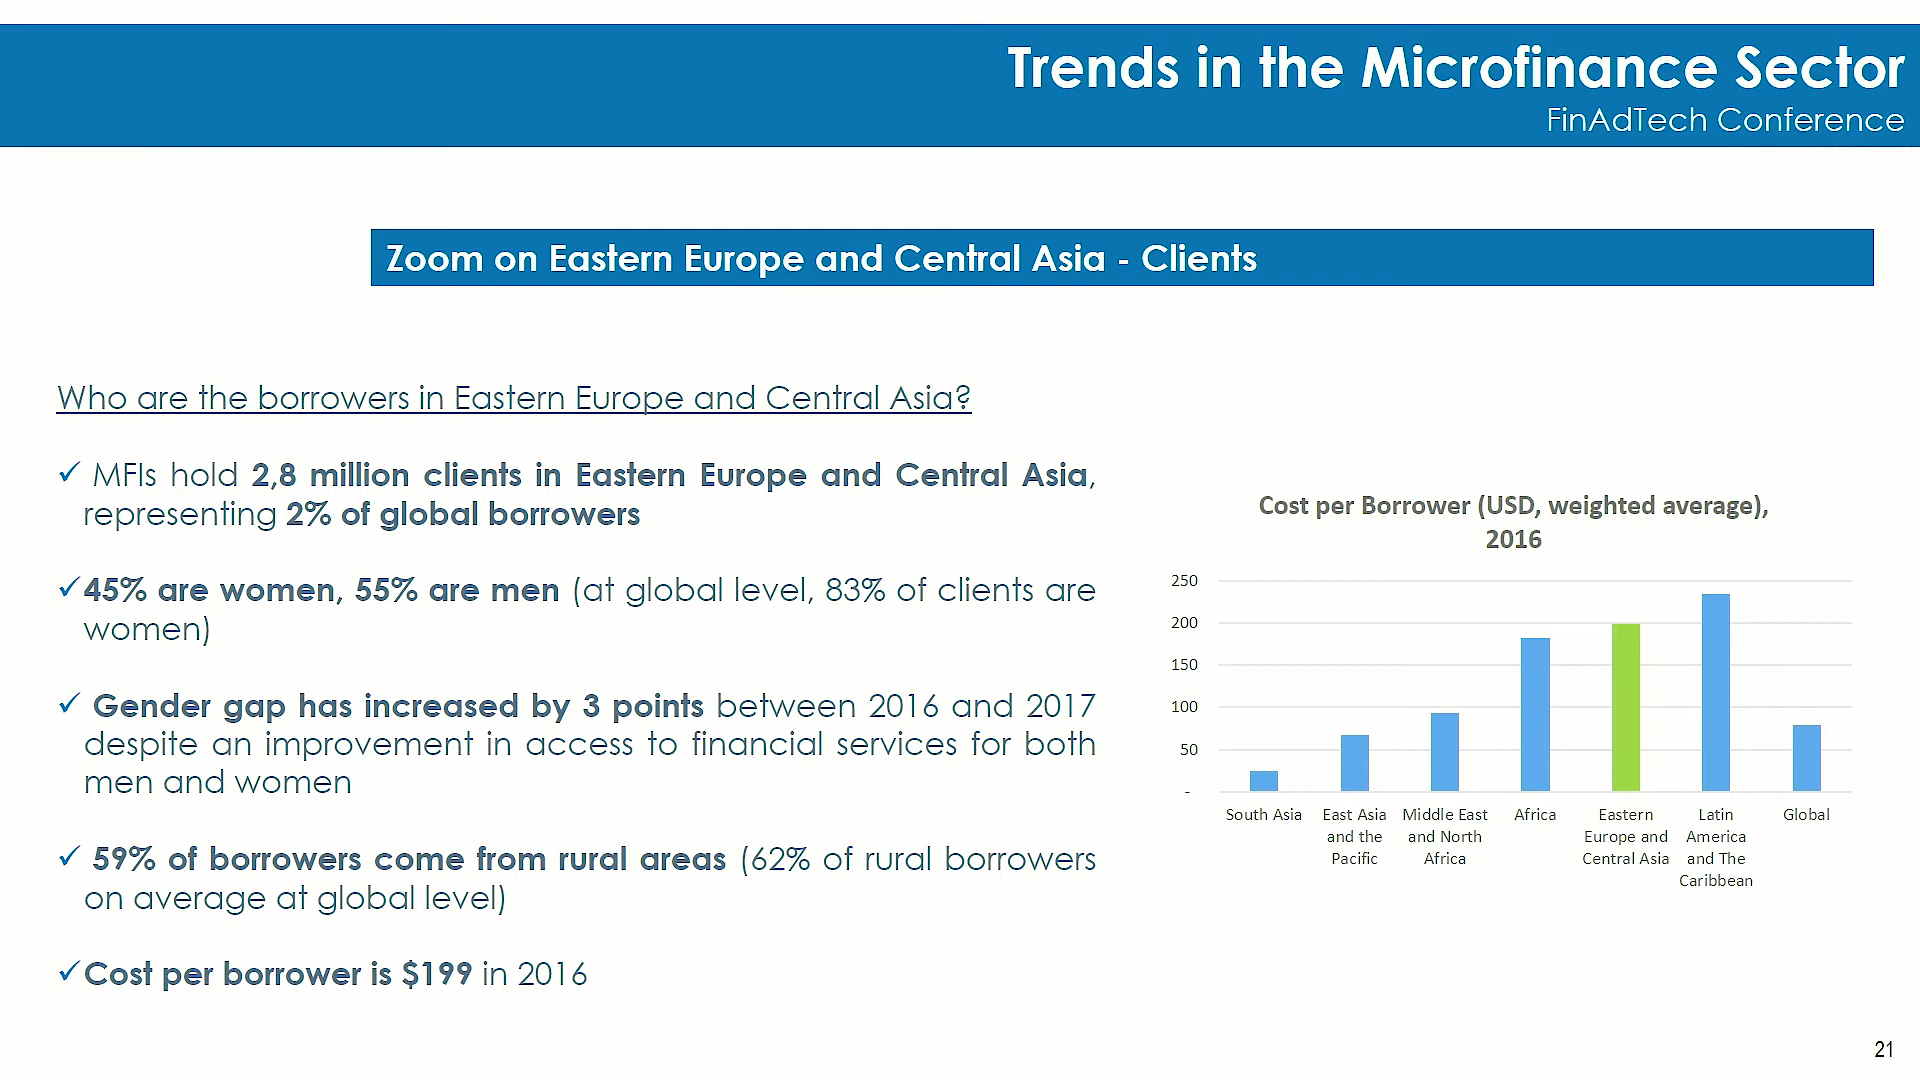 Trends in the Microfinance Sector
FinAdTech Conference
Zoom on Eastern Europe and Central Asia - Clients
Who are the borrowers in Eastern Europe and Central Asia?
✓ MFIs hold 2,8 million clients in Eastern Europe and Central Asia,
representing 2% of global borrowers
✓ 45% are women, 55% are men (at global level, 83% of clients are
women)
✓ Gender gap has increased by 3 points between 2016 and 2017
despite an improvement in access to financial services for both
men and women
✓ 59% of borrowers come from rural areas (62% of rural borrowers
on average at global level)
✓ Cost per borrower is $199 in 2016
Cost per Borrower (USD, weighted average),
2016
250
200
150
100
50
-
South Asia
East Asia
and the
Pacific
Middle East
and North
Africa
Africa
Eastern
Europe and
Central Asia
Latin
America
and The
Caribbean
Global
21